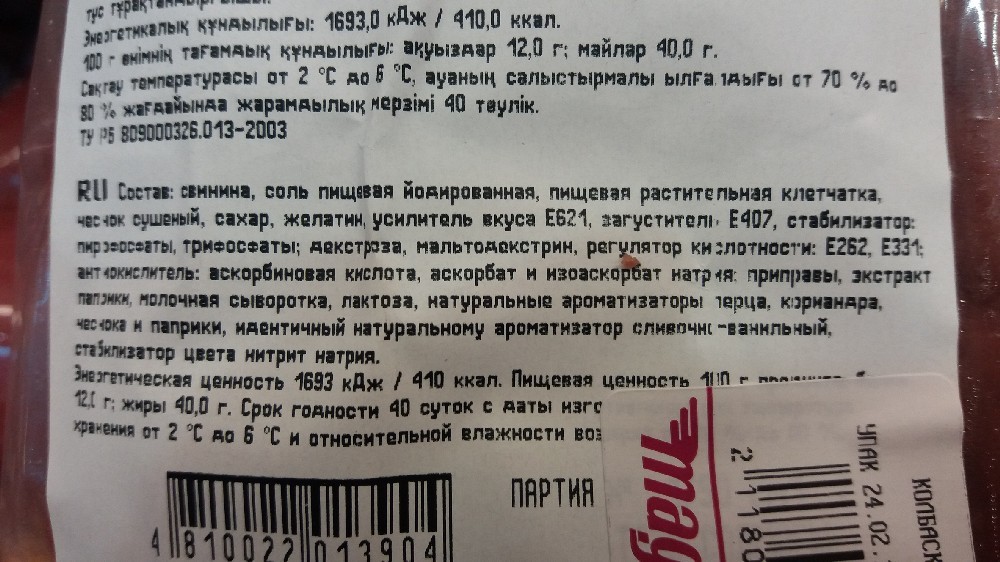 Энергетикалық құндылығы: 1693,0 кДж / 410,0 ккал.
100 г өнімнің тағамдық құндылығы: ақуыздар 12,0 г; майлар 40,0 г.
Сақтау температурасы от 2 °C до 6 °C, ауаның салыстырмалы ылғалдығы от 70 % до
80 % жағдайында жарамдылық мерзімі 40 тәулік.
ТУ РБ 809000326.013-2003
RU Состав: свинина, соль пищевая йодированная, пищевая растительная клетчатка,
чеснок сушеный, сахар, желатин, усилитель вкуса E621, загуститель E407, стабилизатор:
пирофосфаты, трифосфаты; декстроза, мальтодекстрин, регулятор кислотности: E262, E331;
антиокислитель: аскорбиновая кислота, аскорбат и изоаскорбат натрия; приправы, экстракт
паприки, молочная сыворотка, лактоза, натуральные ароматизаторы перца, кориандра,
чеснока и паприки, идентичный натуральному ароматизатор сливочно-ванильный,
стабилизатор цвета нитрит натрия.
Энергетическая ценность 1693 кДж / 410 ккал. Пищевая ценность 100 г
12,0 г; жиры 40,0 г. Срок годности 40 суток с даты изго
хранения от 2 °C до 6 °C и относительной влажности воз
ПАРТИЯ
4 810022 013904
2 1180
УПАК 24.02.
КОЛБАСК